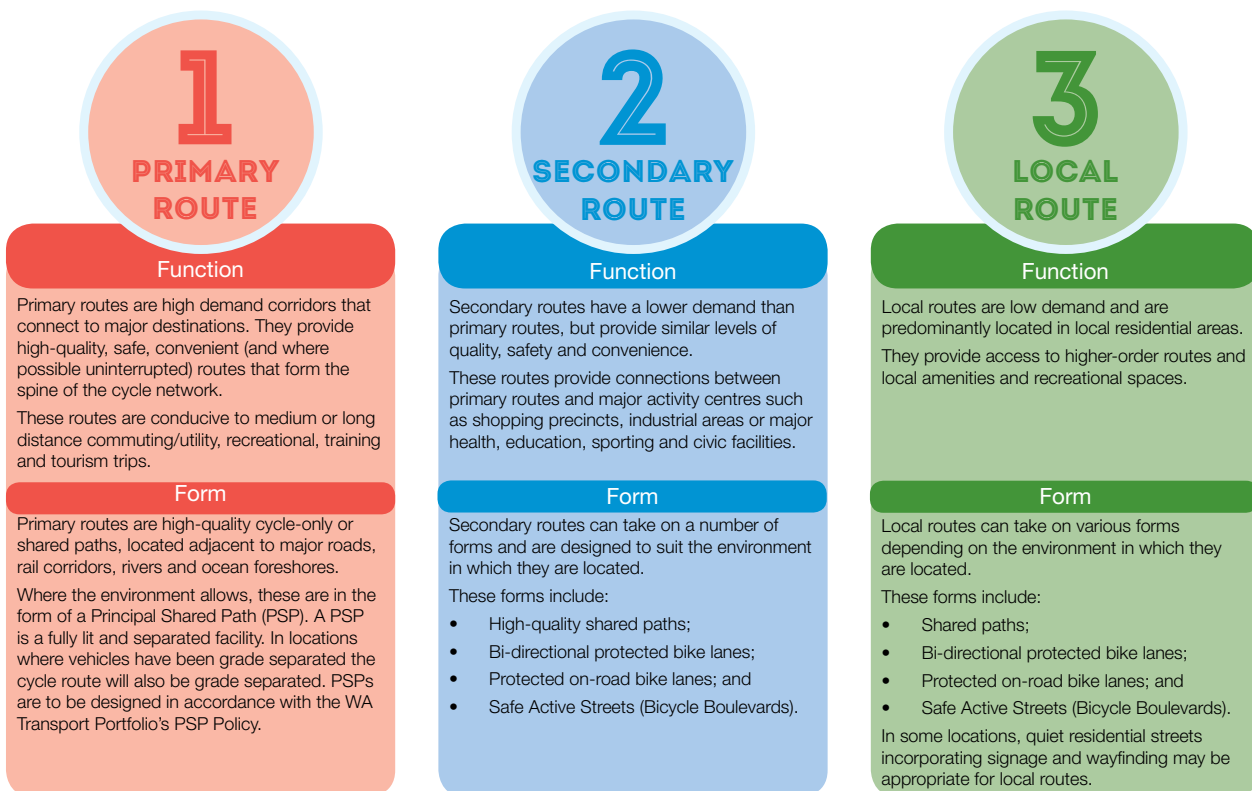 1
PRIMARY
ROUTE
Function
Primary routes are high demand corridors that
connect to major destinations. They provide
high-quality, safe, convenient (and where
possible uninterrupted) routes that form the
spine of the cycle network.
These routes are conducive to medium or long
distance commuting/utility, recreational, training
and tourism trips.
Form
Primary routes are high-quality cycle-only or
shared paths, located adjacent to major roads,
rail corridors, rivers and ocean foreshores.
Where the environment allows, these are in the
form of a Principal Shared Path (PSP). A PSP
is a fully lit and separated facility. In locations
where vehicles have been grade separated the
cycle route will also be grade separated. PSPs
are to be designed in accordance with the WA
Transport Portfolio’s PSP Policy.
2
SECONDARY
ROUTE
Function
Secondary routes have a lower demand than
primary routes, but provide similar levels of
quality, safety and convenience.
These routes provide connections between
primary routes and major activity centres such
as shopping precincts, industrial areas or major
health, education, sporting and civic facilities.
Form
Secondary routes can take on a number of
forms and are designed to suit the environment
in which they are located.
These forms include:
• High-quality shared paths;
• Bi-directional protected bike lanes;
• Protected on-road bike lanes; and
• Safe Active Streets (Bicycle Boulevards).
3
LOCAL
ROUTE
Function
Local routes are low demand and are
predominantly located in local residential areas.
They provide access to higher-order routes and
local amenities and recreational spaces.
Form
Local routes can take on various forms
depending on the environment in which they
are located.
These forms include:
• Shared paths;
• Bi-directional protected bike lanes;
• Protected on-road bike lanes; and
• Safe Active Streets (Bicycle Boulevards).
In some locations, quiet residential streets
incorporating signage and wayfinding may be
appropriate for local routes.